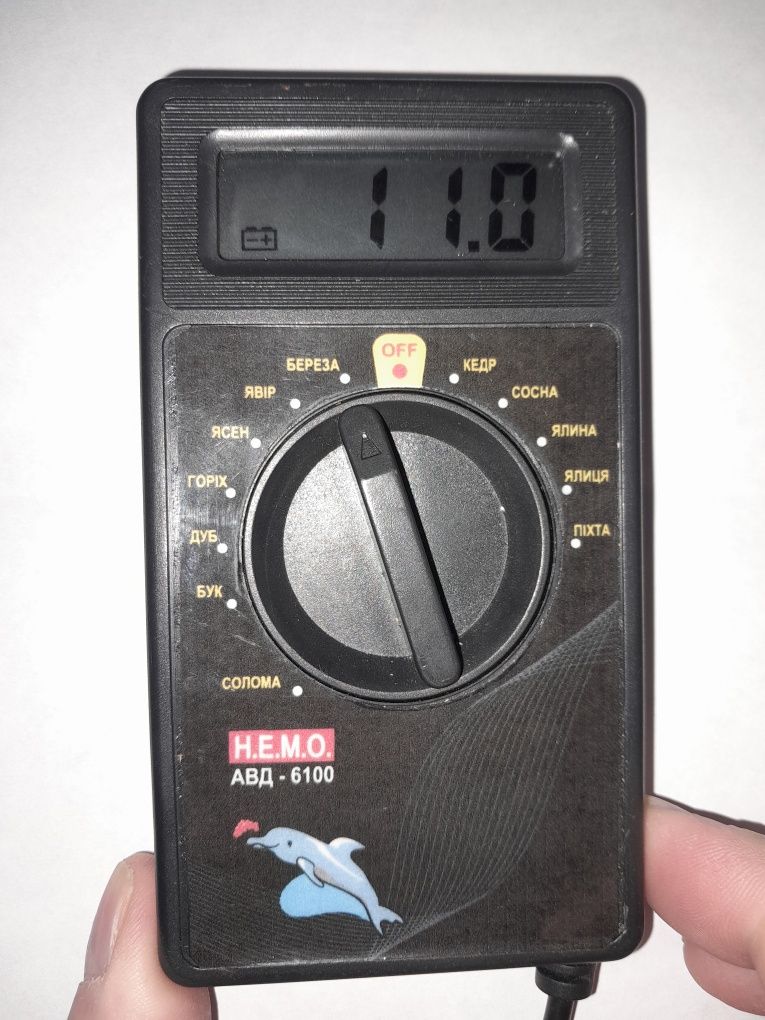 11.0
OFF
БЕРЕЗА
КЕДР
ЯВІР
СОСНА
ЯСЕН
ЯЛИНА
ГОРІХ
ЯЛИЦЯ
ДУБ
ПІХТА
БУК
СОЛОМА
Н.Е.М.О.
АВД - 6100